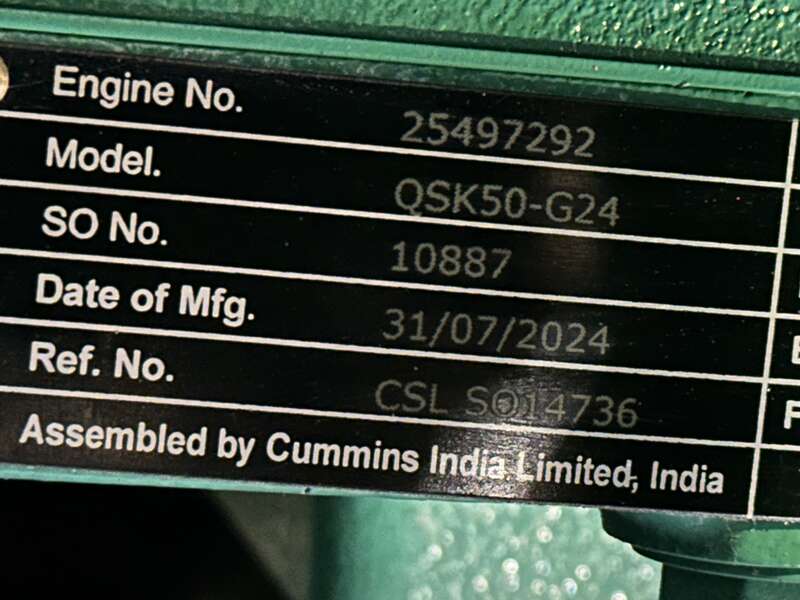 Engine No. 25497292
Model. QSK50-G24
SO No. 10887
Date of Mfg. 31/07/2024
Ref. No. CSL SO14736
Assembled by Cummins India Limited, India